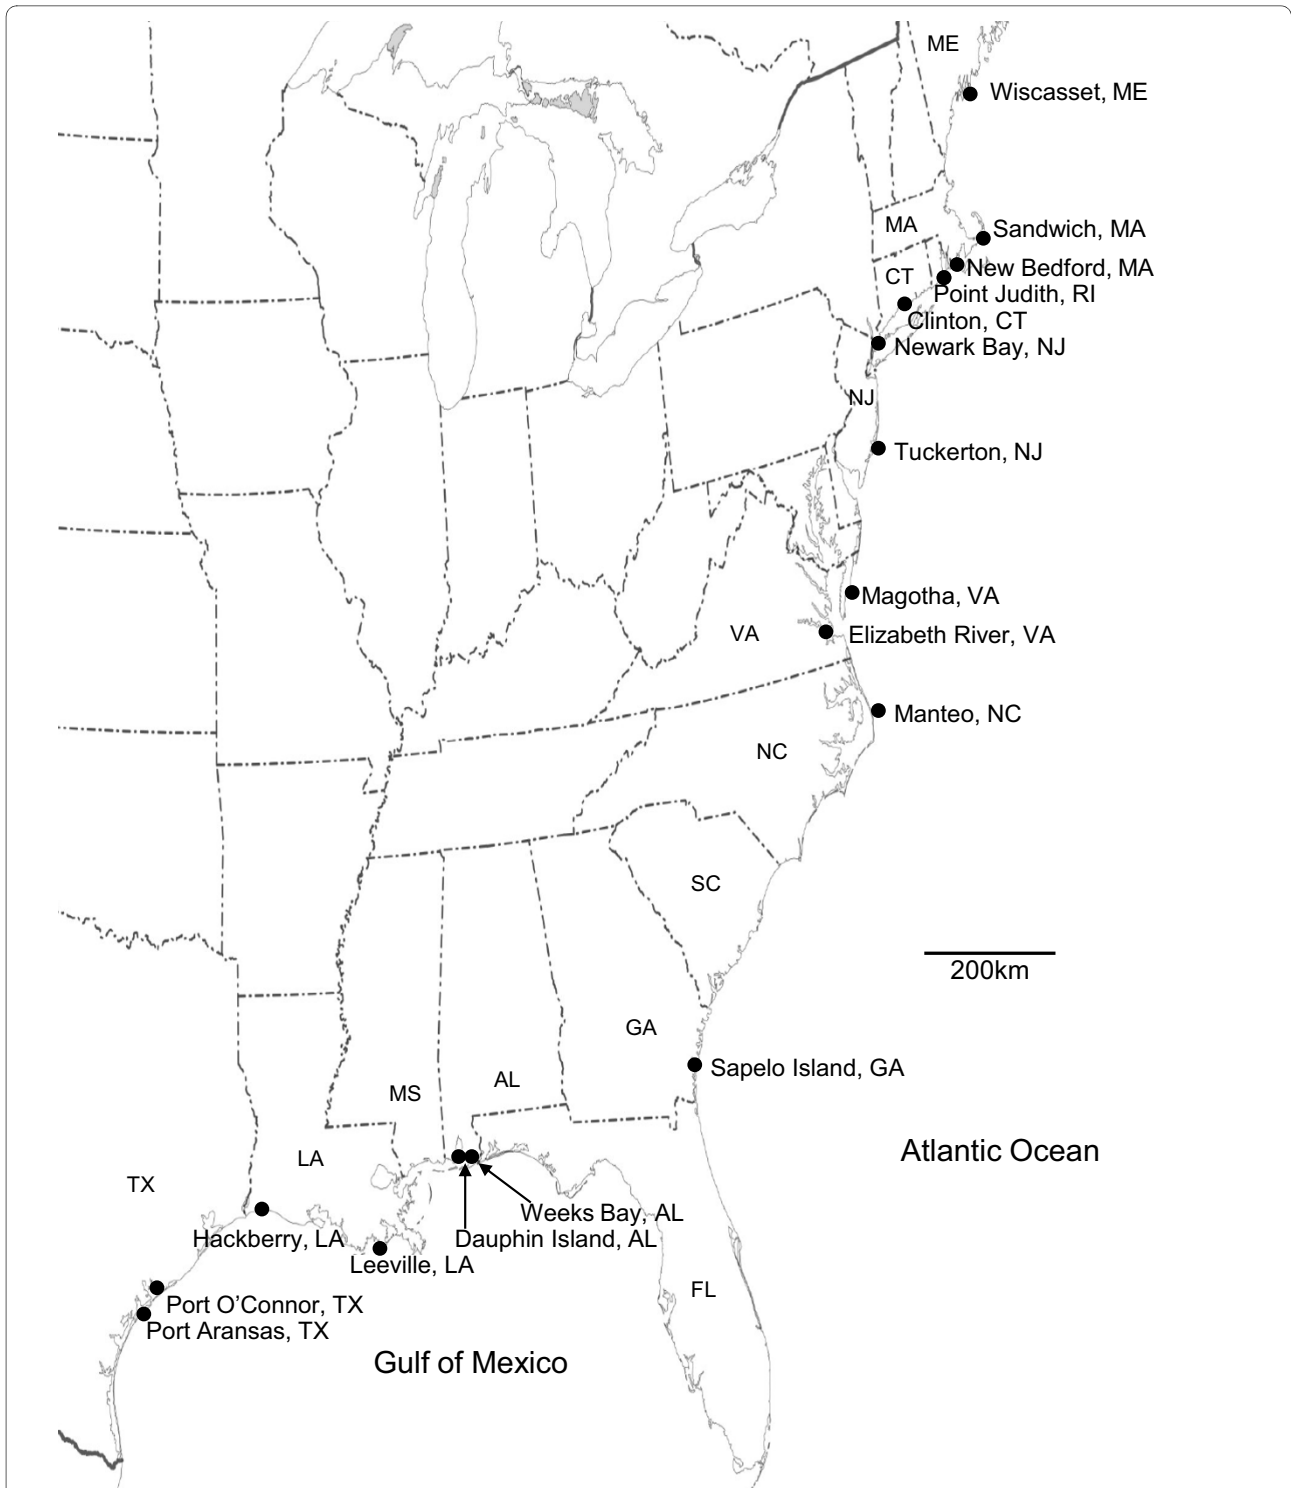 ME
Wiscasset, ME
MA
Sandwich, MA
New Bedford, MA
CT
Point Judith, RI
Clinton, CT
Newark Bay, NJ
NJ
Tuckerton, NJ
Magotha, VA
VA
Elizabeth River, VA
Manteo, NC
NC
SC
200km
GA
Sapelo Island, GA
MS
AL
Atlantic Ocean
LA
TX
Weeks Bay, AL
Hackberry, LA
Dauphin Island, AL
Leeville, LA
FL
Port O’Connor, TX
Port Aransas, TX
Gulf of Mexico